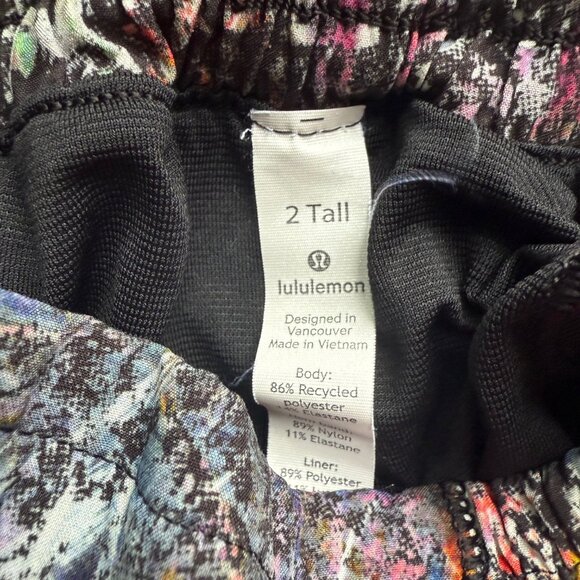 2 Tall
lululemon
Designed in
Vancouver
Made in Vietnam
Body:
86% Recycled
polyester
Elastane
89% Nylon
11% Elastane
Liner:
89% Polyester